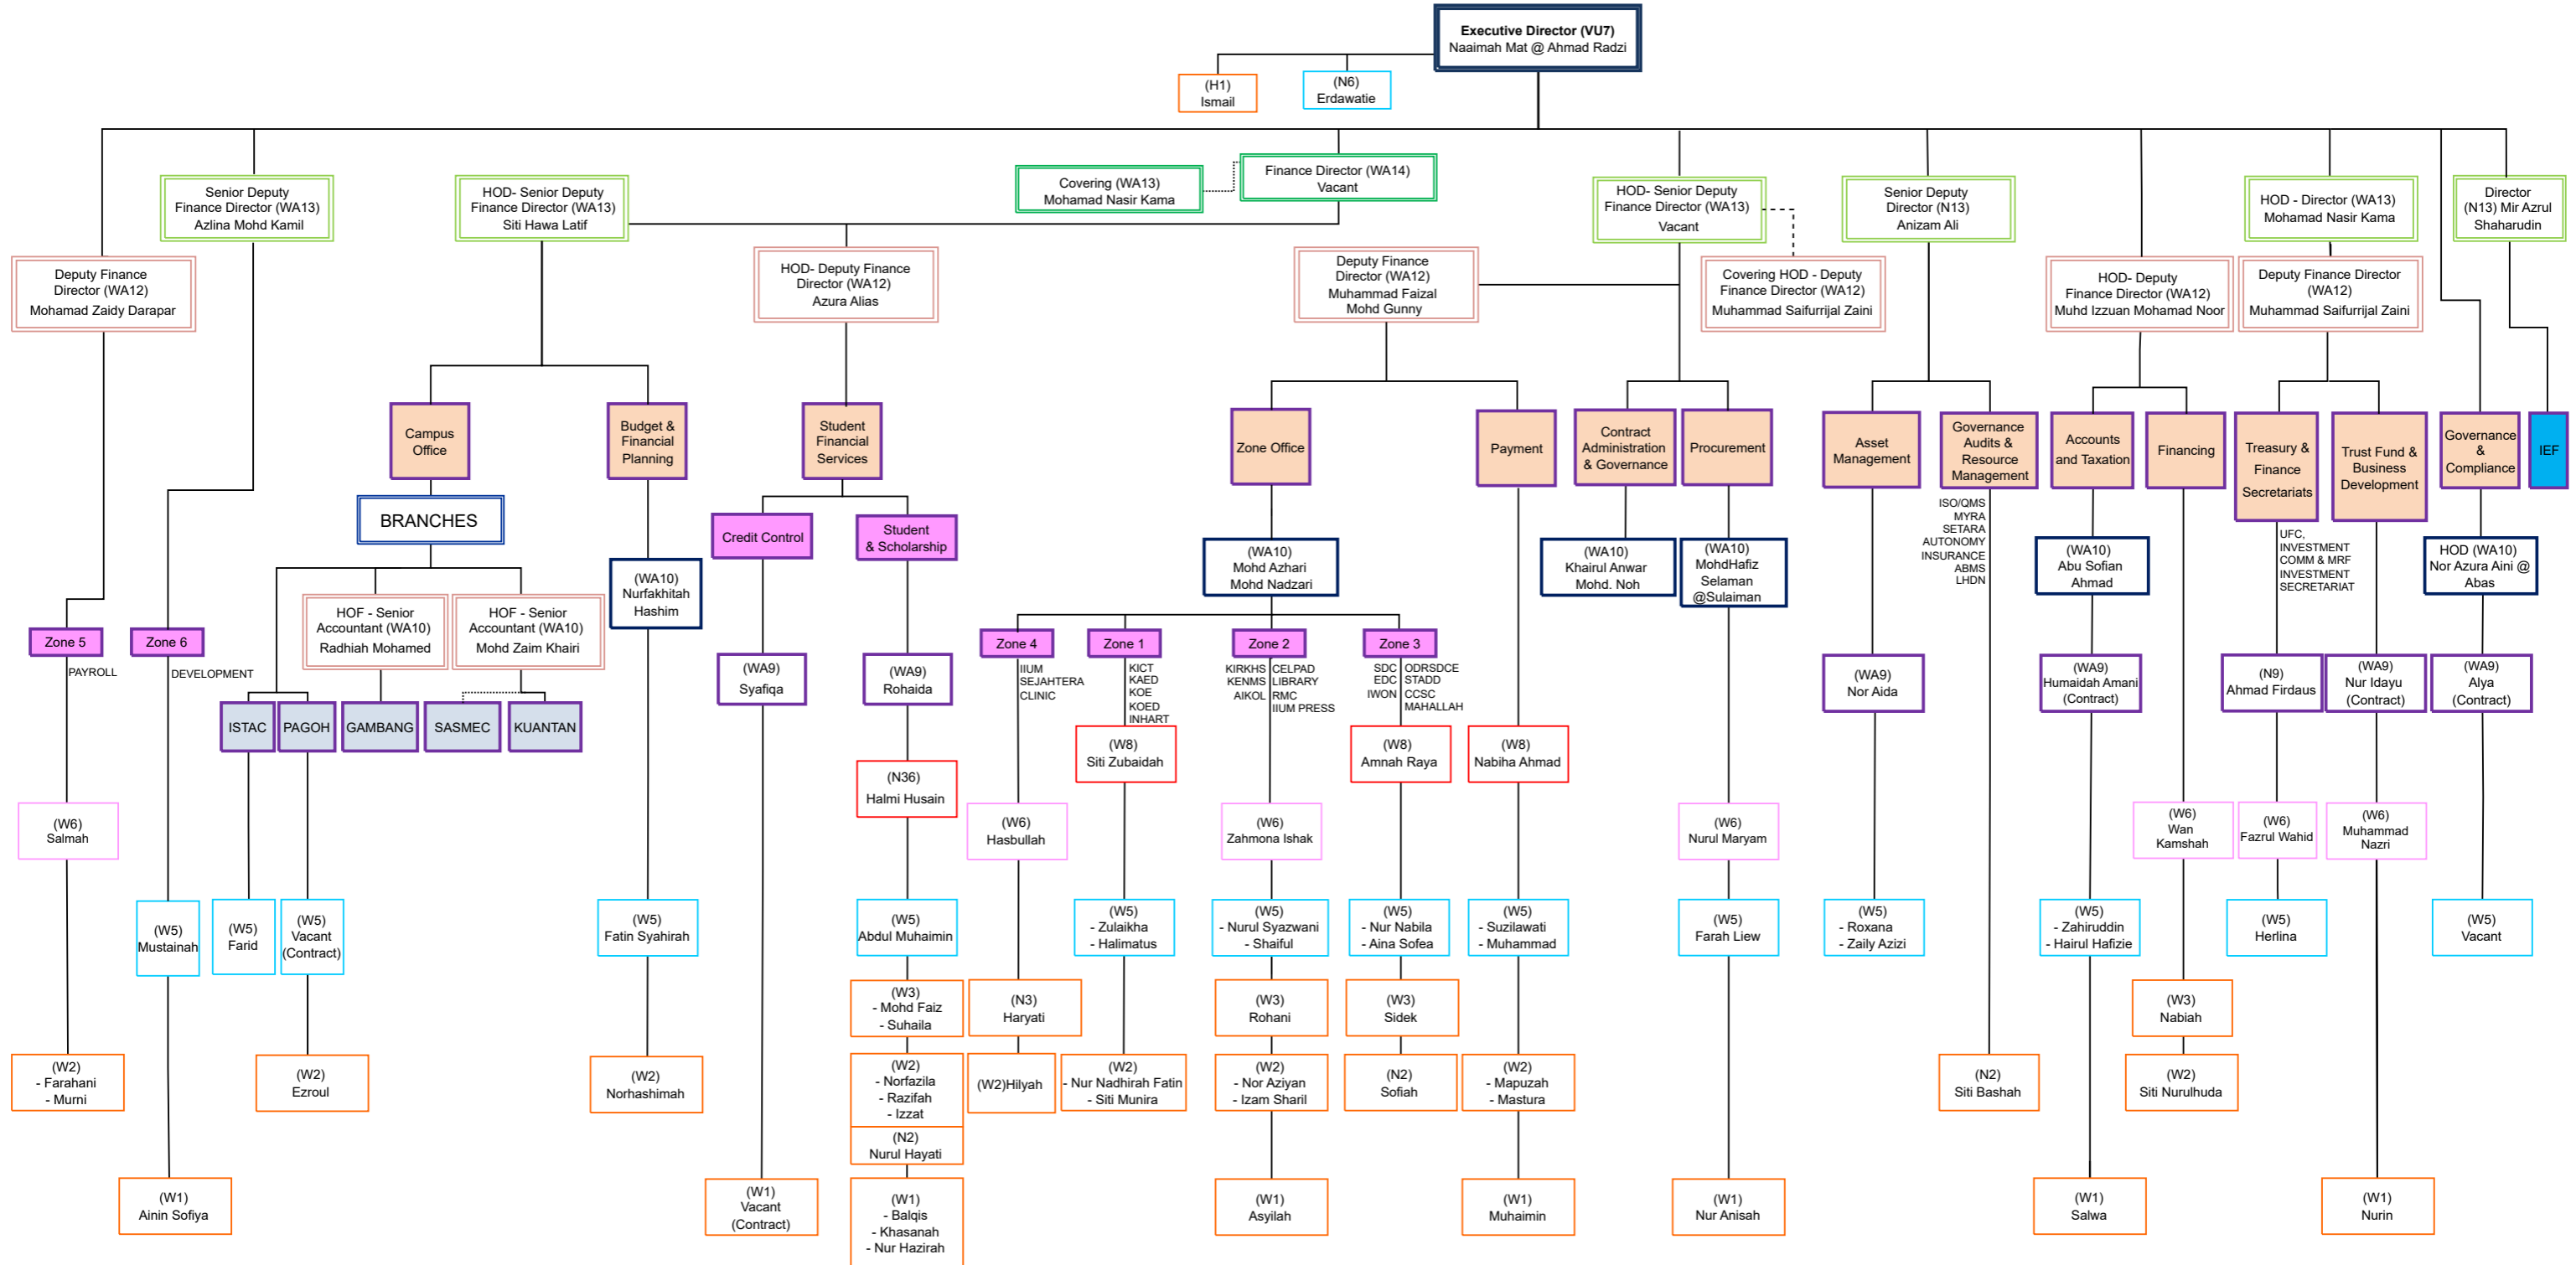 Executive Director (VU7)
Naaimah Mat @ Ahmad Radzi
(H1)
Ismail
(N6)
Erdawatie
Deputy Finance
Director (WA12)
Mohamad Zaidy Darapar
Senior Deputy
Finance Director (WA13)
Azlina Mohd Kamil
HOD- Senior Deputy
Finance Director (WA13)
Siti Hawa Latif
HOD- Deputy Finance
Director (WA12)
Azura Alias
Covering (WA13)
Mohamad Nasir Kama
Finance Director (WA14)
Vacant
Deputy Finance
Director (WA12)
Muhammad Faizal
Mohd Gunny
HOD- Senior Deputy
Finance Director (WA13)
Vacant
Covering HOD - Deputy
Finance Director (WA12)
Muhammad Saifurrijal Zaini
Senior Deputy
Director (N13)
Anizam Ali
HOD- Deputy
Finance Director (WA12)
Muhd Izzuan Mohamad Noor
HOD - Director (WA13)
Mohamad Nasir Kama
Deputy Finance Director
(WA12)
Muhammad Saifurrijal Zaini
Director
(N13) Mir Azrul
Shaharudin
Campus
Office
Budget &
Financial
Planning
Student
Financial
Services
Zone Office
Payment
Contract
Administration
& Governance
Procurement
Asset
Management
Governance
Audits &
Resource
Management
Accounts
and Taxation
Financing
Treasury &
Finance
Secretariats
Trust Fund &
Business
Development
Governance
&
Compliance
IEF
BRANCHES
Credit Control
Student
& Scholarship
ISO/QMS
MYRA
SETARA
AUTONOMY
INSURANCE
ABMS
LHDN
UFC,
INVESTMENT
COMM & MRF
INVESTMENT
SECRETARIAT
(WA10)
Nurfakhitah
Hashim
(WA10)
Mohd Azhari
Mohd Nadzari
(WA10)
Khairul Anwar
Mohd. Noh
(WA10)
MohdHafiz
Selaman
@Sulaiman
(WA10)
Abu Sofian
Ahmad
HOD (WA10)
Nor Azura Aini @
Abas
HOF - Senior
Accountant (WA10)
Radhiah Mohamed
HOF - Senior
Accountant (WA10)
Mohd Zaim Khairi
Zone 5
PAYROLL
Zone 6
DEVELOPMENT
Zone 4
IIUM
SEJAHTERA
CLINIC
Zone 1
KICT
KAED
KOE
KOED
INHART
Zone 2
KIRKHS
KENMS
AIKOL
CELPAD
LIBRARY
RMC
IIUM PRESS
Zone 3
SDC
EDC
IWON
ODRSDCE
STADD
CCSC
MAHALLAH
ISTAC
PAGOH
GAMBANG
SASMEC
KUANTAN
(WA9)
Syafiqa
(WA9)
Rohaida
(WA9)
Nor Aida
(WA9)
Humaidah Amani
(Contract)
(N9)
Ahmad Firdaus
(WA9)
Nur Idayu
(Contract)
(WA9)
Alya
(Contract)
(N36)
Halmi Husain
(W8)
Siti Zubaidah
(W8)
Amnah Raya
(W8)
Nabiha Ahmad
(W6)
Salmah
(W6)
Hasbullah
(W6)
Zahmona Ishak
(W6)
Nurul Maryam
(W6)
Wan
Kamshah
(W6)
Fazrul Wahid
(W6)
Muhammad
Nazri
(W5)
Mustainah
(W5)
Farid
(W5)
Vacant
(Contract)
(W5)
Fatin Syahirah
(W5)
Abdul Muhaimin
(W5)
- Zulaikha
- Halimatus
(W5)
- Nurul Syazwani
- Shaiful
(W5)
- Nur Nabila
- Aina Sofea
(W5)
- Suzilawati
- Muhammad
(W5)
Farah Liew
(W5)
- Roxana
- Zaily Azizi
(W5)
- Zahiruddin
- Hairul Hafizie
(W5)
Herlina
(W5)
Vacant
(W3)
- Mohd Faiz
- Suhaila
(N3)
Haryati
(W3)
Rohani
(W3)
Sidek
(W3)
Nabiah
(W2)
- Farahani
- Murni
(W2)
Ezroul
(W2)
Norhashimah
(W2)
- Norfazila
- Razifah
- Izzat
(N2)
Nurul Hayati
(W2)Hilyah
(W2)
- Nur Nadhirah Fatin
- Siti Munira
(W2)
- Nor Aziyan
- Izam Sharil
(N2)
Sofiah
(W2)
- Mapuzah
- Mastura
(N2)
Siti Bashah
(W2)
Siti Nurulhuda
(W1)
Ainin Sofiya
(W1)
Vacant
(Contract)
(W1)
- Balqis
- Khasanah
- Nur Hazirah
(W1)
Asyilah
(W1)
Muhaimin
(W1)
Nur Anisah
(W1)
Salwa
(W1)
Nurin